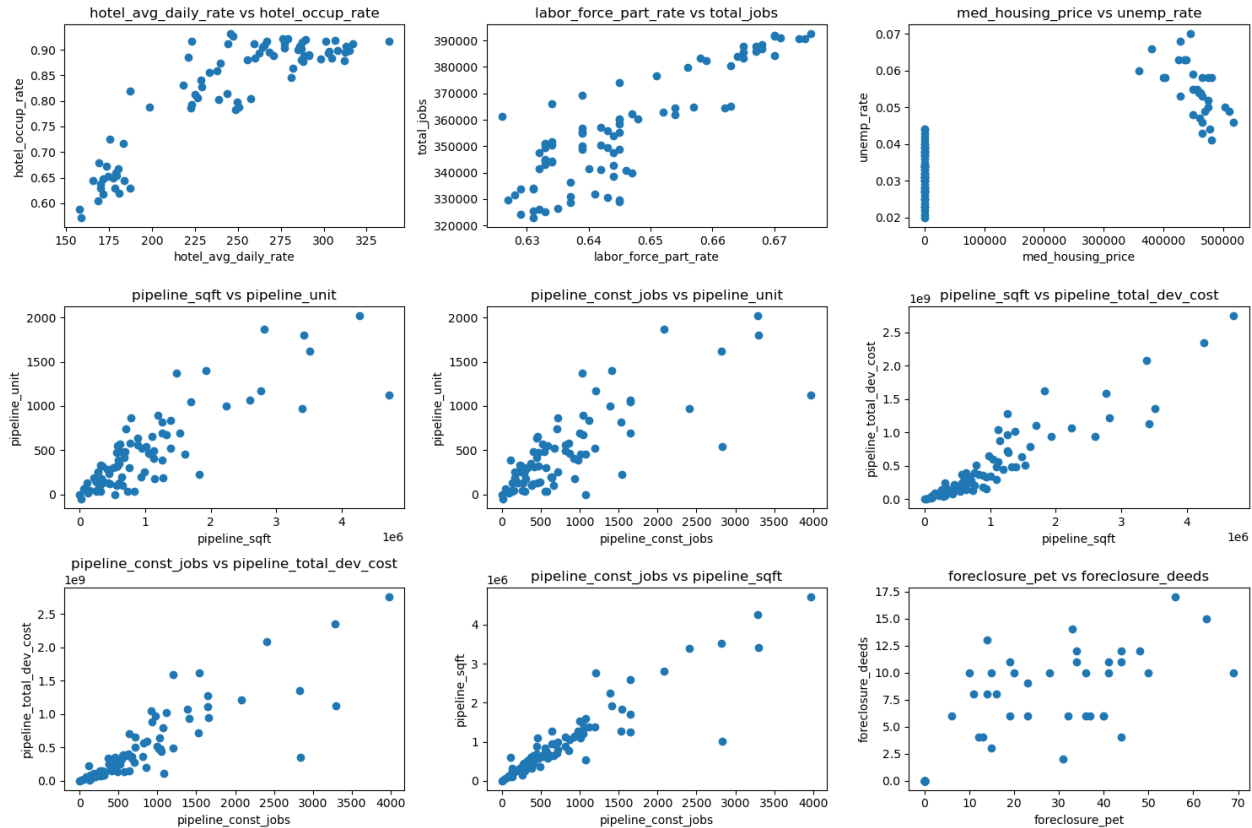 hotel_avg_daily_rate vs hotel_occup_rate
hotel_occup_rate
0.90
0.85
0.80
0.75
0.70
0.65
0.60
150 175 200 225 250 275 300 325
hotel_avg_daily_rate
labor_force_part_rate vs total_jobs
total_jobs
390000
380000
370000
360000
350000
340000
330000
320000
0.63 0.64 0.65 0.66 0.67
labor_force_part_rate
med_housing_price vs unemp_rate
unemp_rate
0.07
0.06
0.05
0.04
0.03
0.02
0 100000 200000 300000 400000 500000
med_housing_price
pipeline_sqft vs pipeline_unit
pipeline_unit
2000
1500
1000
500
0
0 1 2 3 4
1e6
pipeline_sqft
pipeline_const_jobs vs pipeline_unit
pipeline_unit
2000
1500
1000
500
0
0 500 1000 1500 2000 2500 3000 3500 4000
pipeline_const_jobs
pipeline_sqft vs pipeline_total_dev_cost
1e9
pipeline_total_dev_cost
2.5
2.0
1.5
1.0
0.5
0.0
0 1 2 3 4
1e6
pipeline_sqft
pipeline_const_jobs vs pipeline_total_dev_cost
1e9
pipeline_total_dev_cost
2.5
2.0
1.5
1.0
0.5
0.0
0 500 1000 1500 2000 2500 3000 3500 4000
pipeline_const_jobs
pipeline_const_jobs vs pipeline_sqft
1e6
pipeline_sqft
4
3
2
1
0
0 500 1000 1500 2000 2500 3000 3500 4000
pipeline_const_jobs
foreclosure_pet vs foreclosure_deeds
foreclosure_deeds
17.5
15.0
12.5
10.0
7.5
5.0
2.5
0.0
0 10 20 30 40 50 60 70
foreclosure_pet